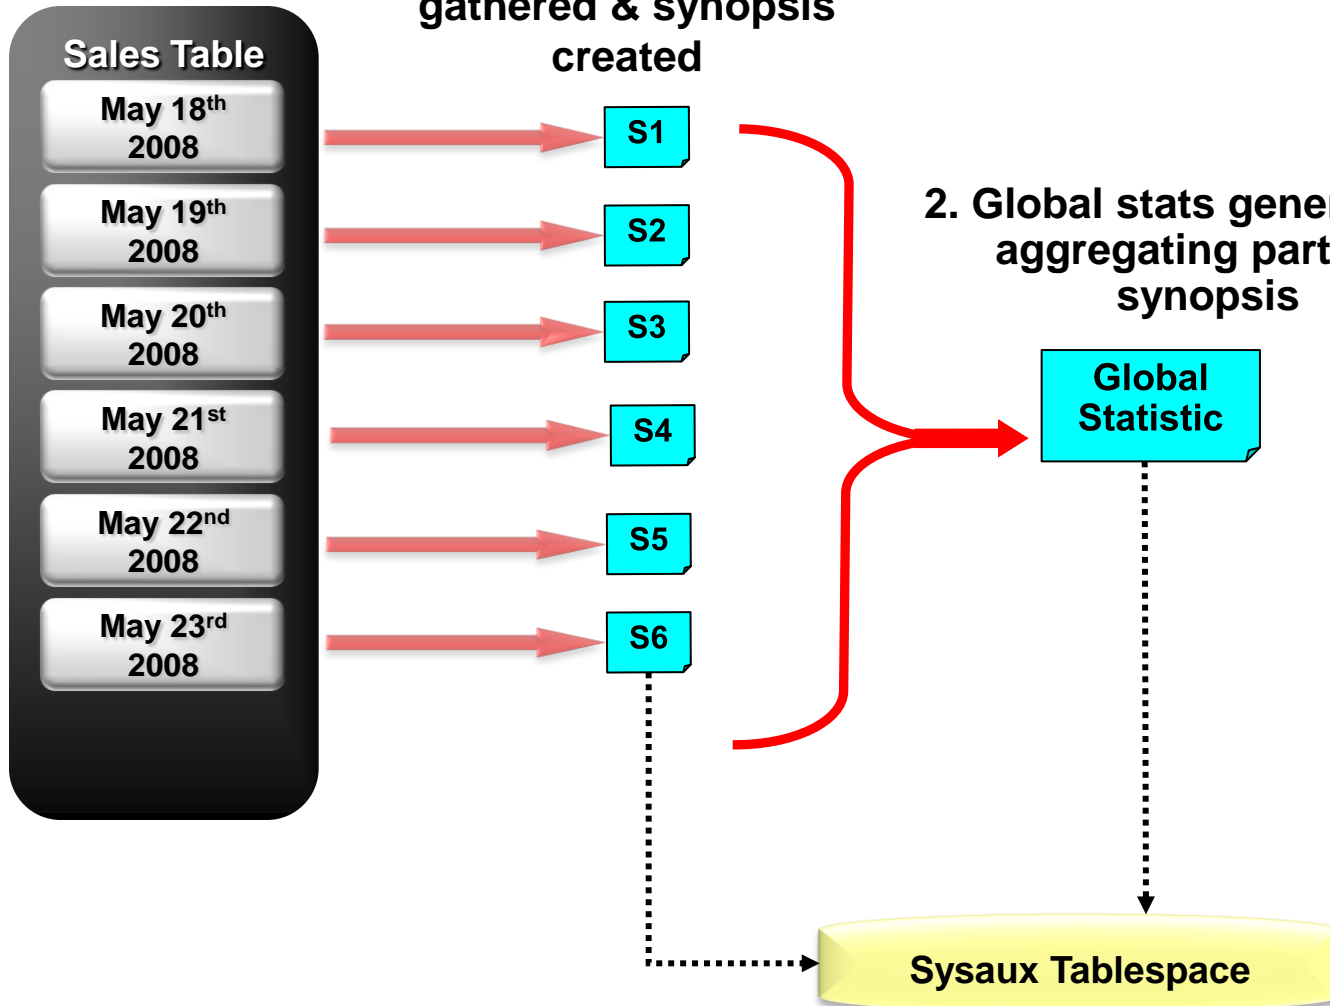 gathered & synopsis
created
Sales Table
May 18th
2008
May 19th
2008
May 20th
2008
May 21st
2008
May 22nd
2008
May 23rd
2008
S1
S2
S3
S4
S5
S6
2. Global stats gener
aggregating part
synopsis
Global
Statistic
Sysaux Tablespace